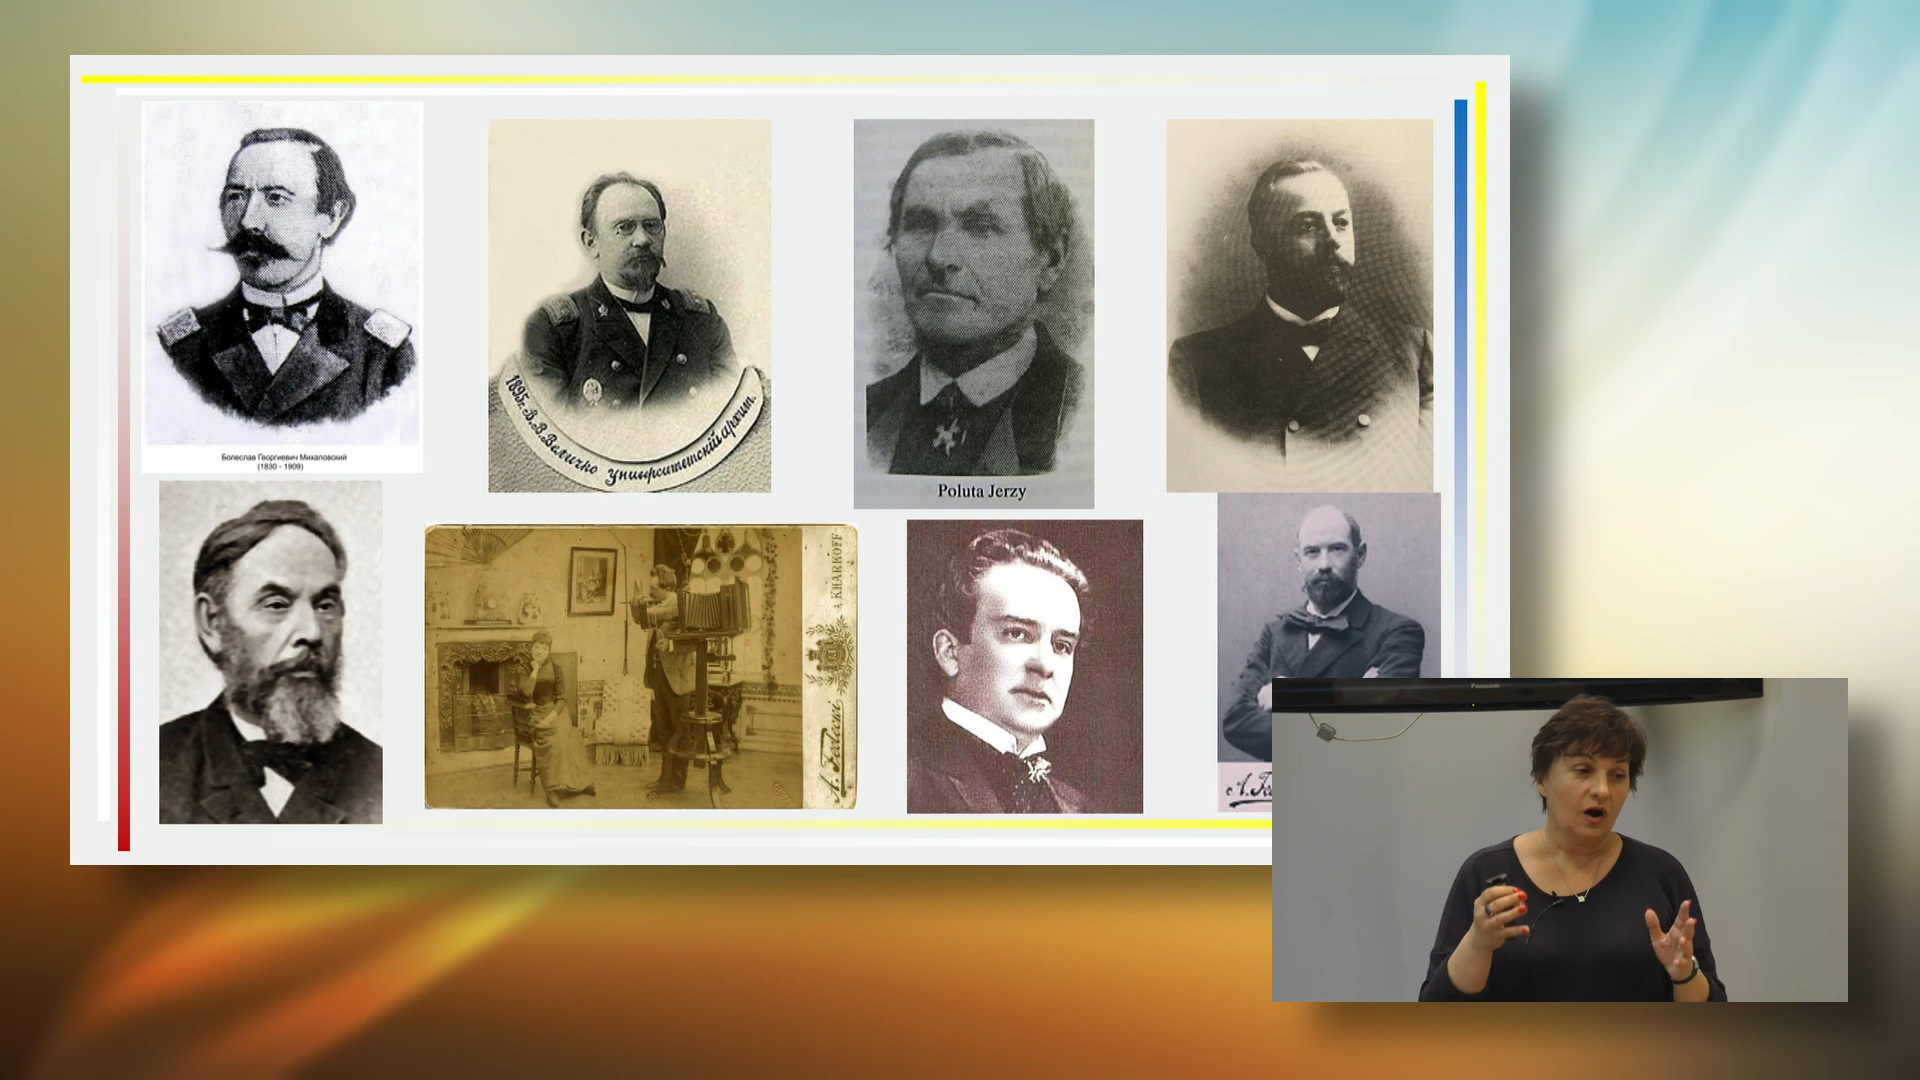 Болеслав Георгиевич Михаловский
(1830 - 1909)
1895г. В.В. Величко университетский архит.
Poluta Jerzy
A. Fedecki
À KHARKOFF
Panasonic